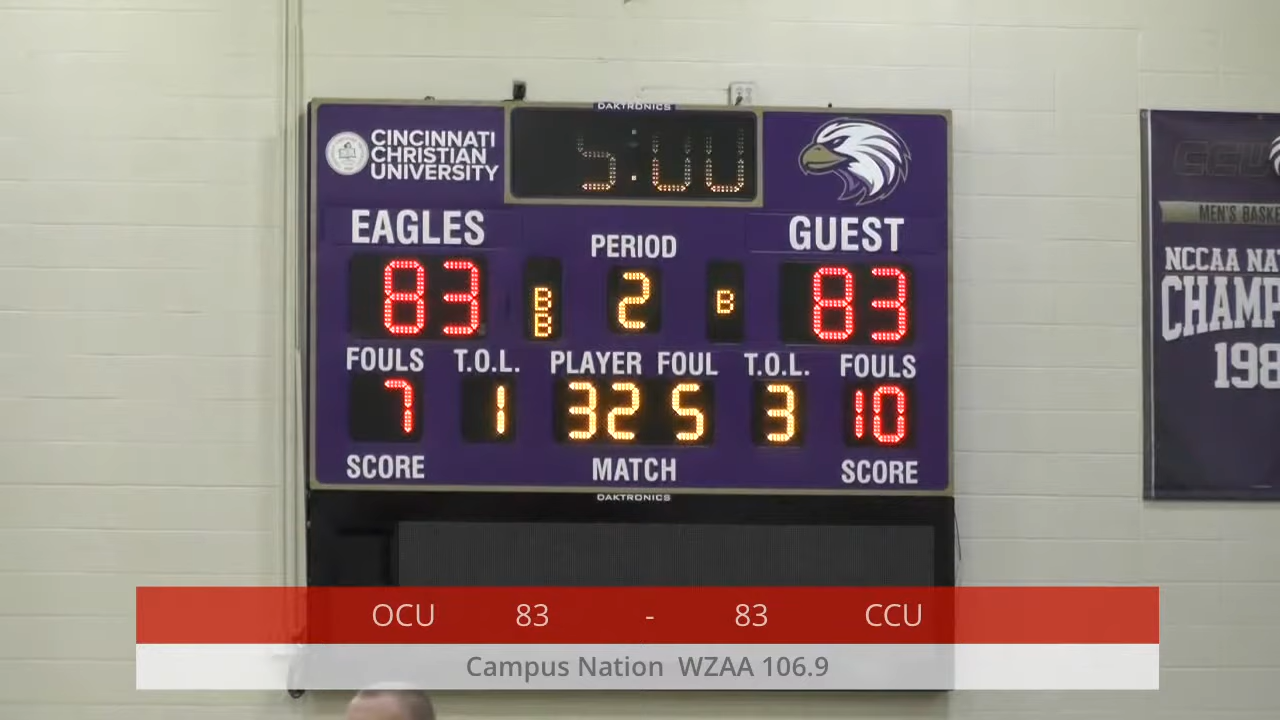 DAKTRONICS
CINCINNATI
CHRISTIAN
UNIVERSITY
5:00
EAGLES
PERIOD
GUEST
83 B B 2 B 83
FOULS T.O.L. PLAYER FOUL T.O.L. FOULS
7 1 32 5 3 10
SCORE MATCH SCORE
DAKTRONICS
CCU
MEN'S BASKE
NCCAA NA
CHAMP
198
OCU 83 - 83 CCU
Campus Nation WZAA 106.9